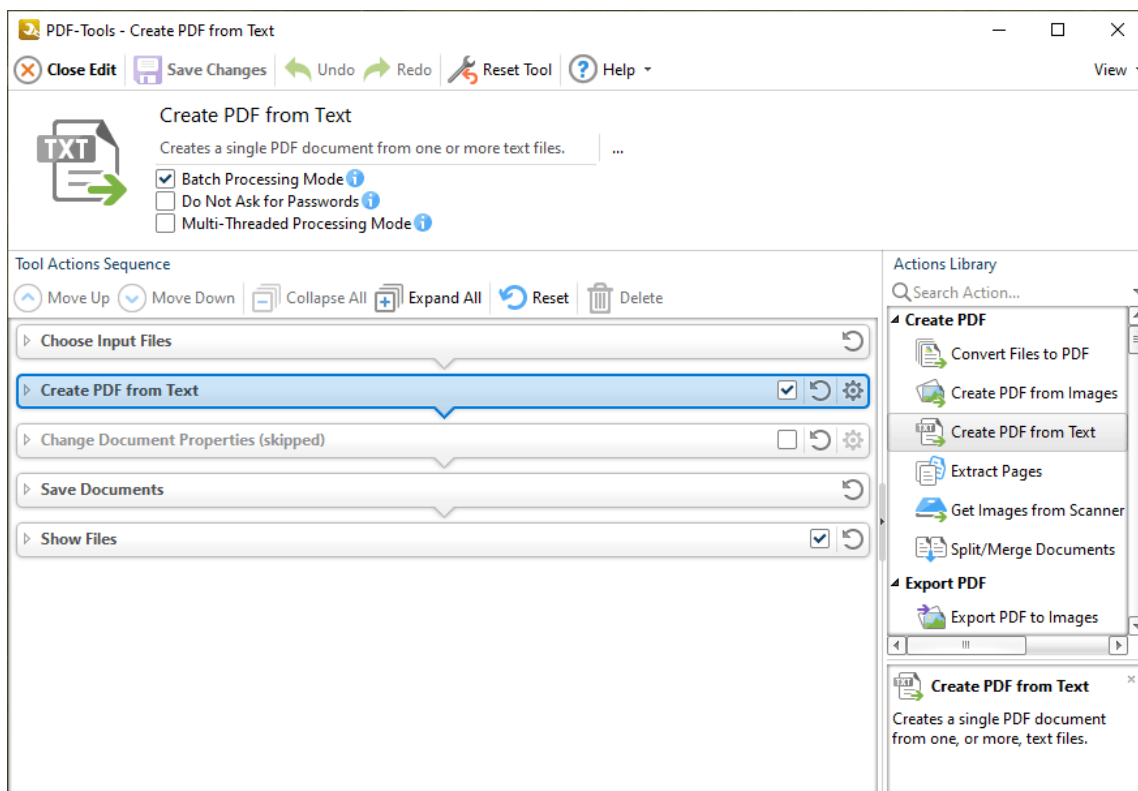 PDF-Tools - Create PDF from Text
Close Edit Save Changes Undo Redo Reset Tool ? Help View
Create PDF from Text
TXT
Creates a single PDF document from one or more text files. ...
Batch Processing Mode i
Do Not Ask for Passwords i
Multi-Threaded Processing Mode i
Tool Actions Sequence
Move Up Move Down Collapse All Expand All Reset Delete
Choose Input Files
Create PDF from Text
Change Document Properties (skipped)
Save Documents
Show Files
Actions Library
Search Action...
Create PDF
Convert Files to PDF
Create PDF from Images
TXT Create PDF from Text
Extract Pages
Get Images from Scanner
Split/Merge Documents
Export PDF
Export PDF to Images
TXT Create PDF from Text
Creates a single PDF document
from one, or more, text files.